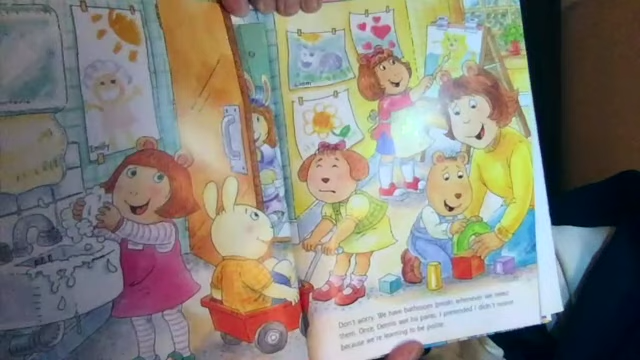 Emily
Don't worry. We have bathroom breaks whenever we need
them. Once, Dennis wet his pants. I pretended I didn't notice
because we're learning to be polite.